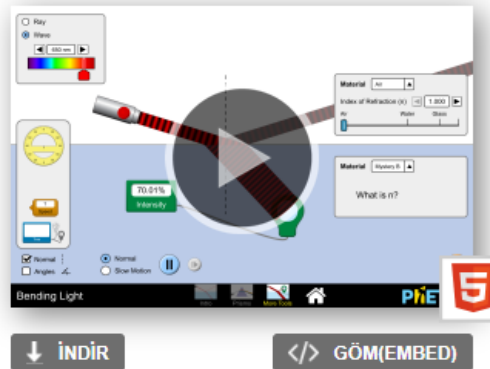 Ray
Wave
650 nm
Material Air
Index of Refraction (n) 1.000
Air Water Glass
70.01%
Intensity
Material Mystery B
What is n?
Normal
Angles
Normal
Slow Motion
Bending Light
More Tools
PhET
5
İNDİR
</> GÖM(EMBED)